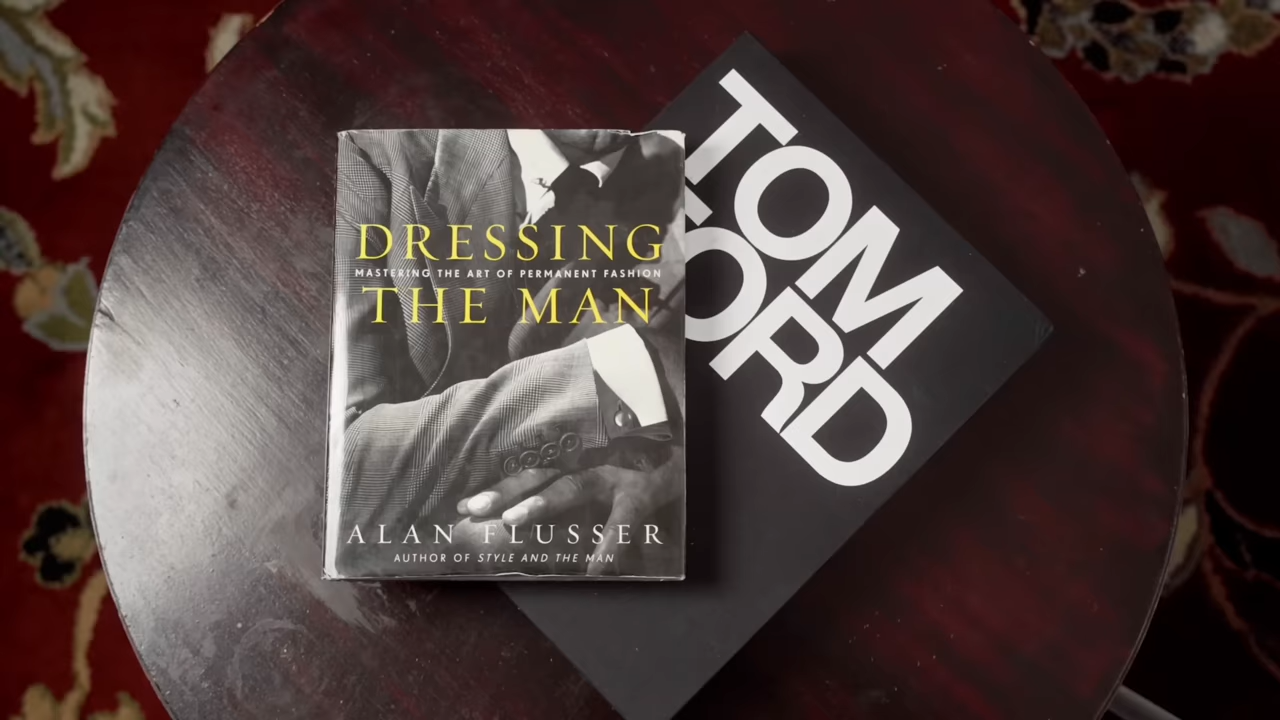 DRESSING
MASTERING THE ART OF PERMANENT FASHION
THE MAN
ALAN FLUSSER
AUTHOR OF STYLE AND THE MAN
TOM
FORD